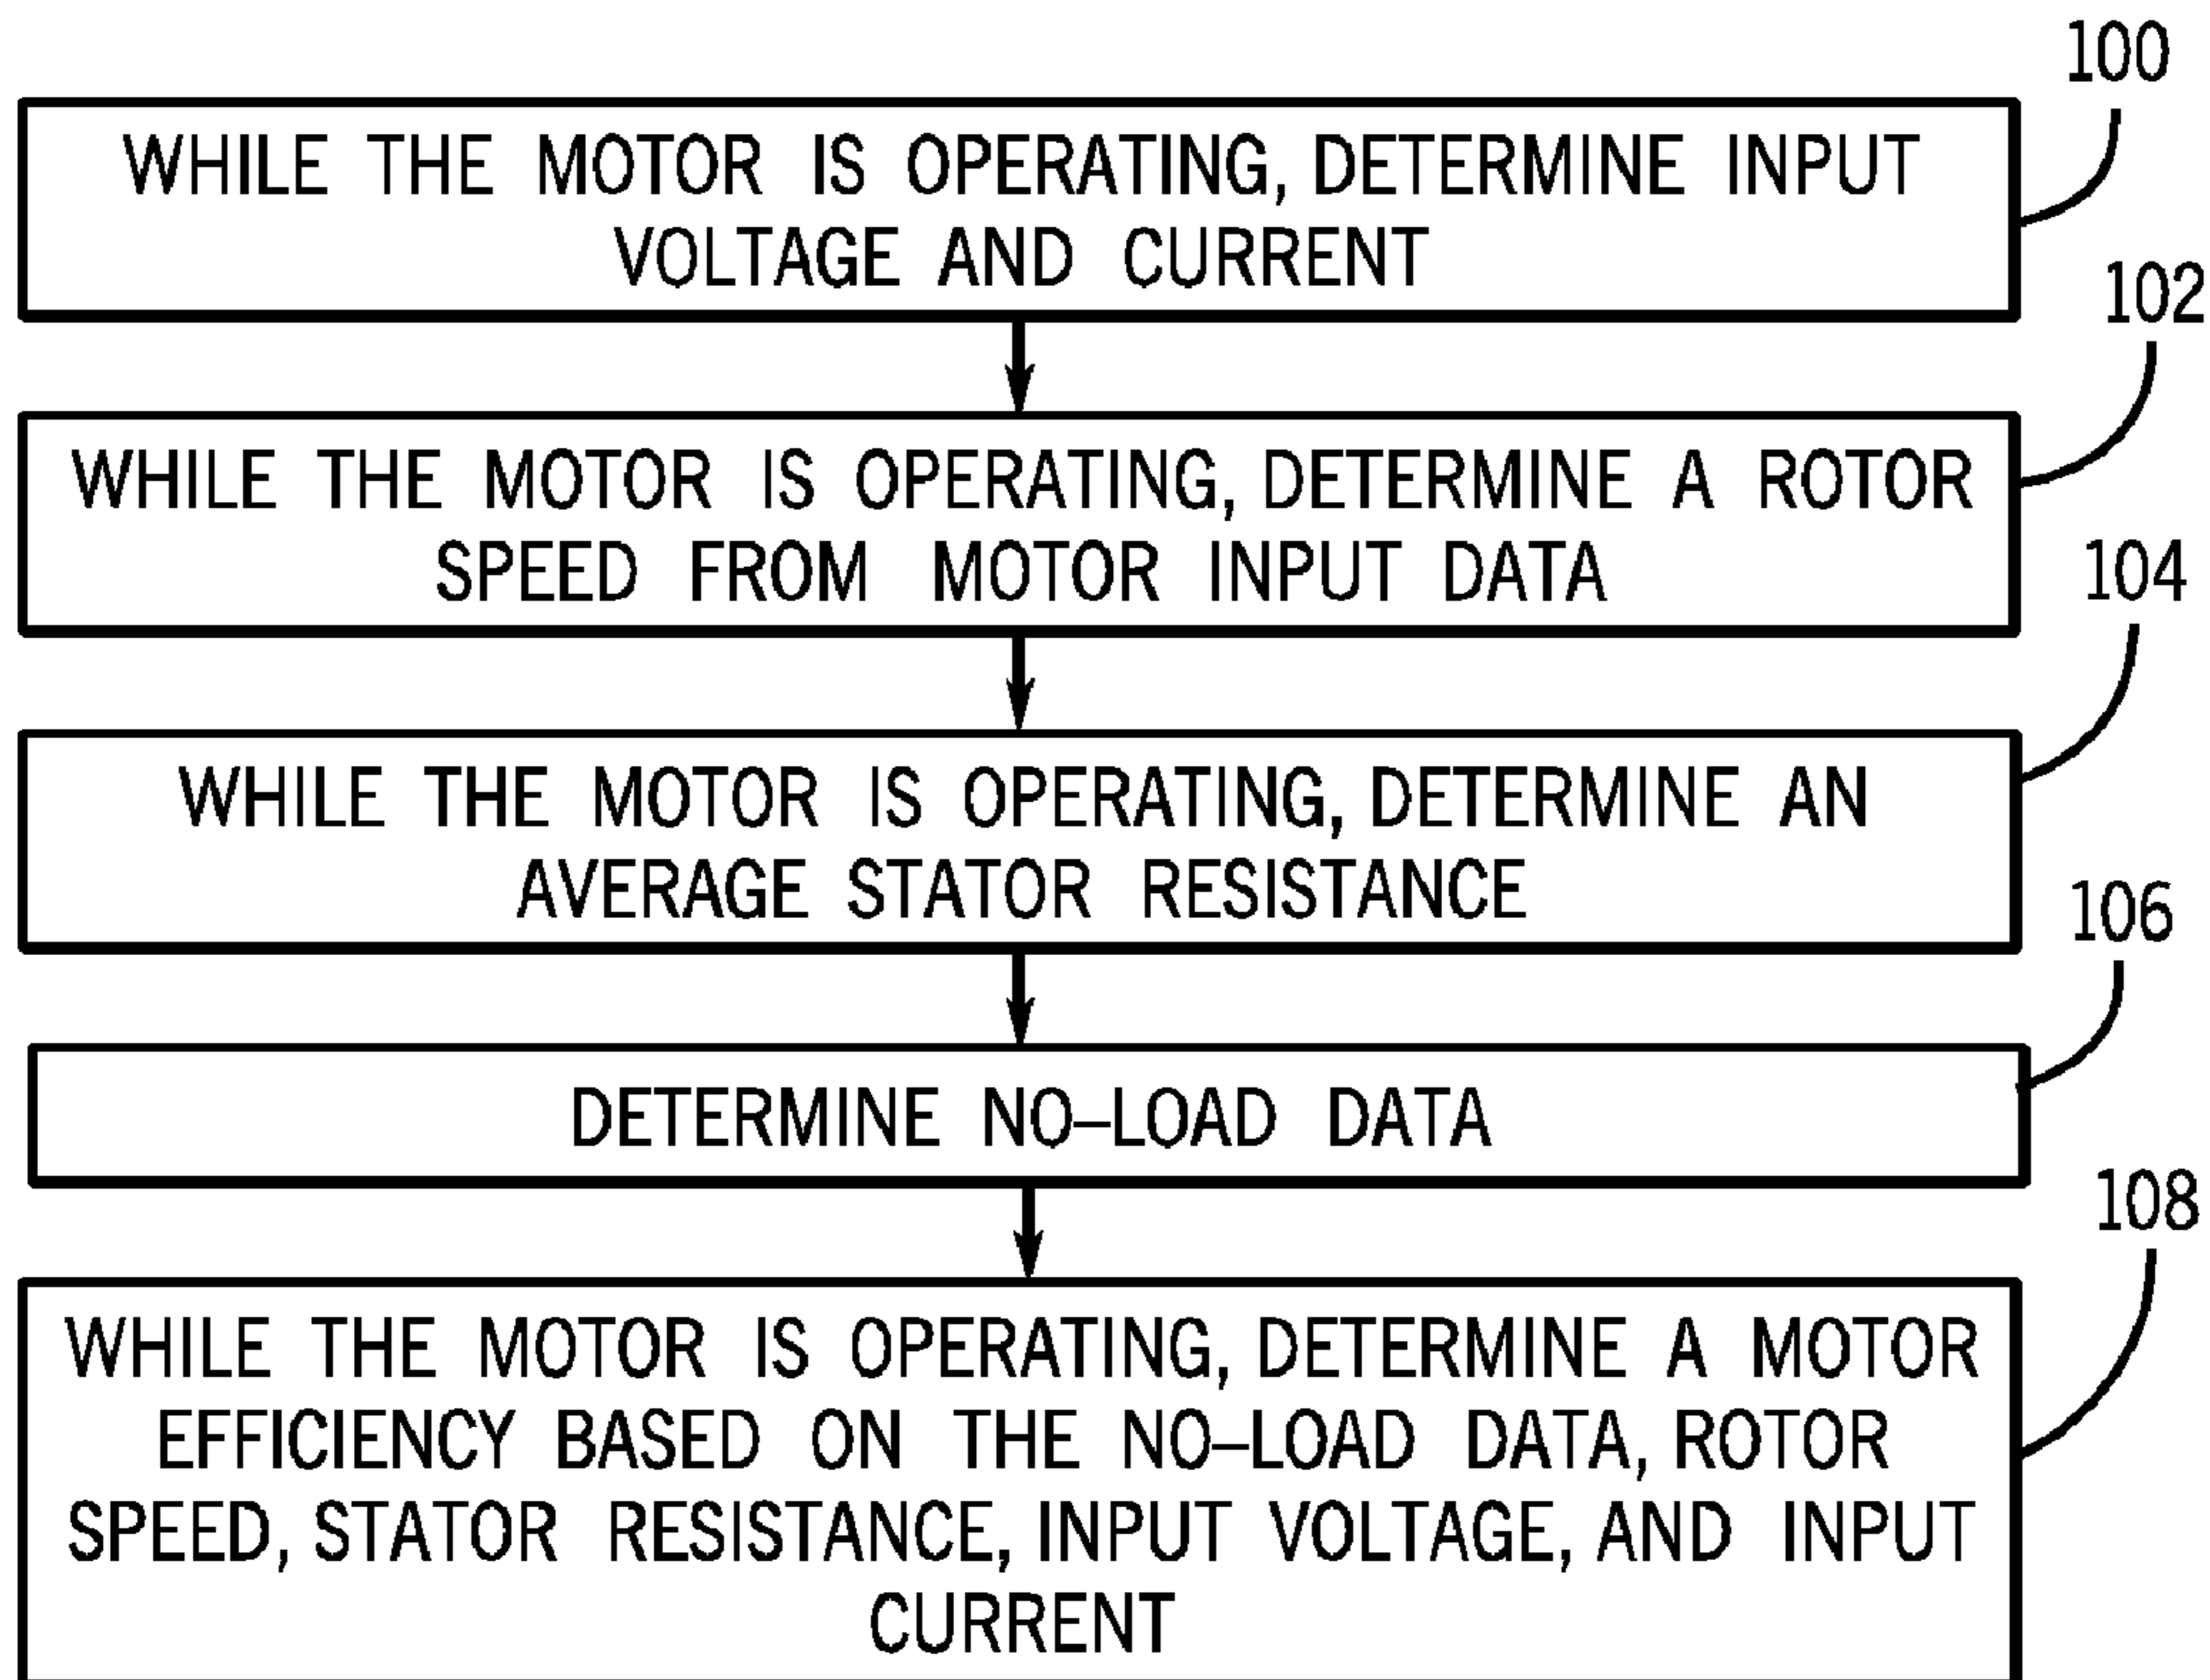 100
WHILE THE MOTOR IS OPERATING, DETERMINE INPUT
VOLTAGE AND CURRENT
102
WHILE THE MOTOR IS OPERATING, DETERMINE A ROTOR
SPEED FROM MOTOR INPUT DATA
104
WHILE THE MOTOR IS OPERATING, DETERMINE AN
AVERAGE STATOR RESISTANCE
106
DETERMINE NO–LOAD DATA
108
WHILE THE MOTOR IS OPERATING, DETERMINE A MOTOR
EFFICIENCY BASED ON THE NO–LOAD DATA, ROTOR
SPEED, STATOR RESISTANCE, INPUT VOLTAGE, AND INPUT
CURRENT